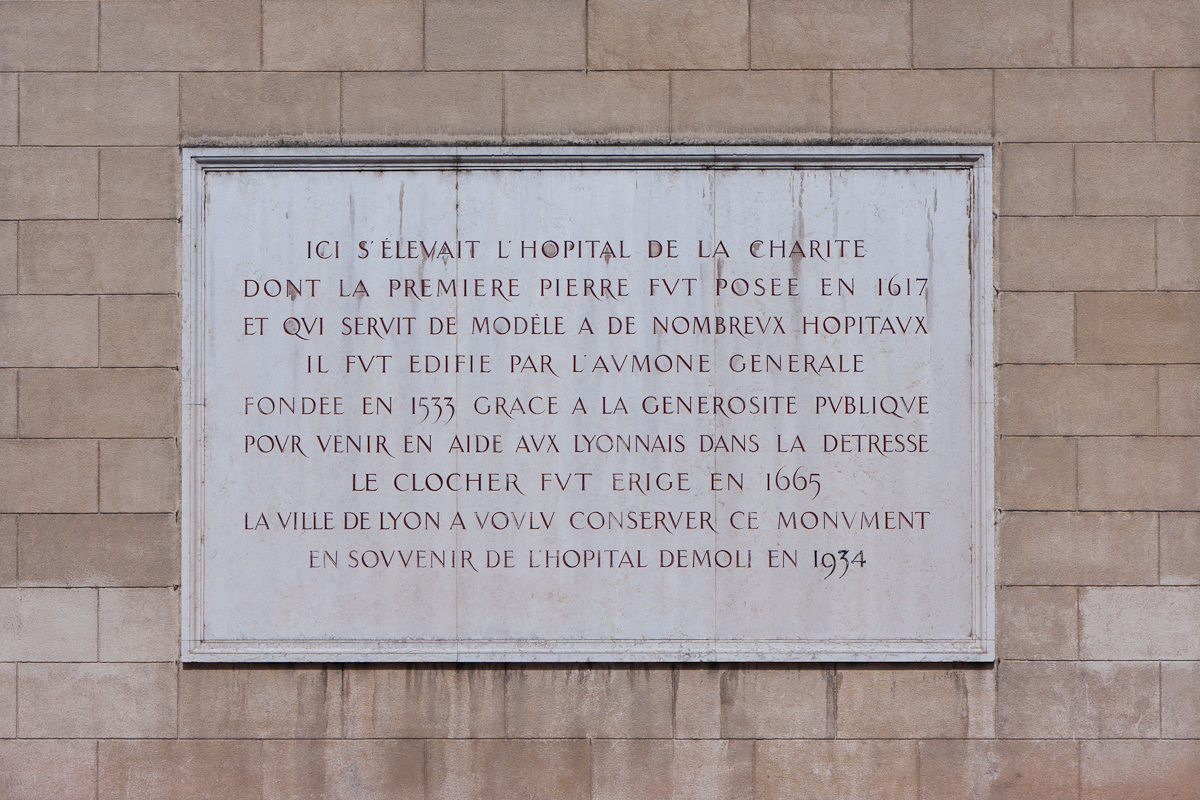 ICI S'ÉLEVAIT L'HOPITAL DE LA CHARITE
DONT LA PREMIERE PIERRE FVT POSEE EN 1617
ET QVI SERVIT DE MODÈLE A DE NOMBREVX HOPITAVX
IL FVT EDIFIE PAR L'AVMONE GENERALE
FONDEE EN 1533 GRACE A LA GENEROSITE PVBLIQVE
POVR VENIR EN AIDE AVX LYONNAIS DANS LA DETRESSE
LE CLOCHER FVT ERIGE EN 1665
LA VILLE DE LYON A VOVLV CONSERVER CE MONVMENT
EN SOVVENIR DE L'HOPITAL DEMOLI EN 1934